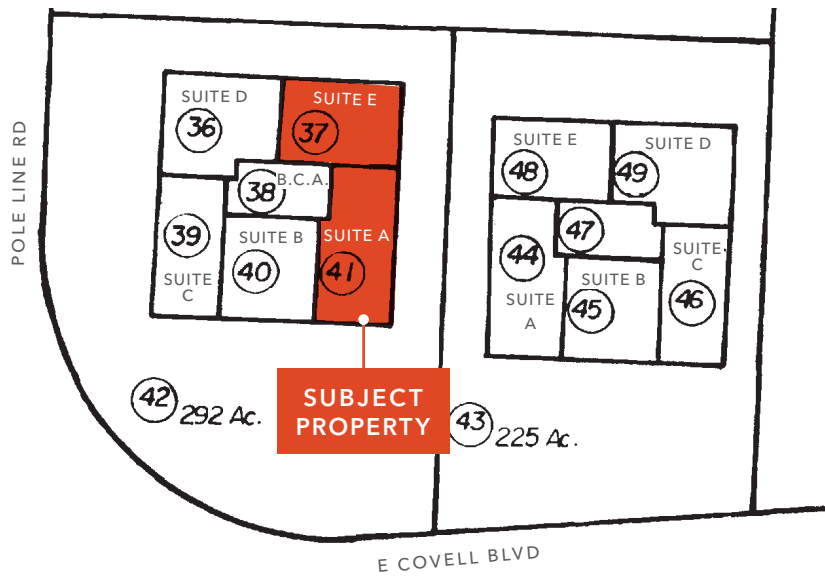 POLE LINE RD
SUITE D
36
SUITE E
37
38
B.C.A.
39
SUITE
C
SUITE B
40
SUITE A
41
42
292 Ac.
SUBJECT
PROPERTY
SUITE E
48
SUITE D
49
47
44
SUITE
A
SUITE B
45
SUITE
C
46
43
225 Ac.
E COVELL BLVD